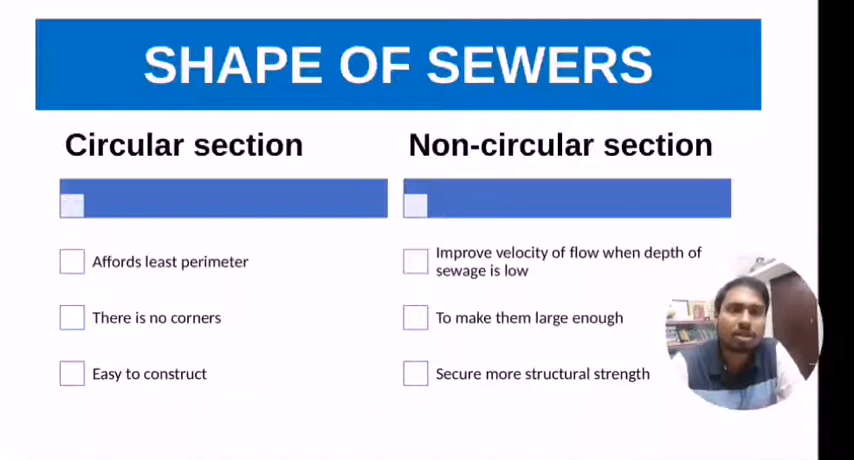 SHAPE OF SEWERS
Circular section
Affords least perimeter
There is no corners
Easy to construct
Non-circular section
Improve velocity of flow when depth of
sewage is low
To make them large enough
Secure more structural strength